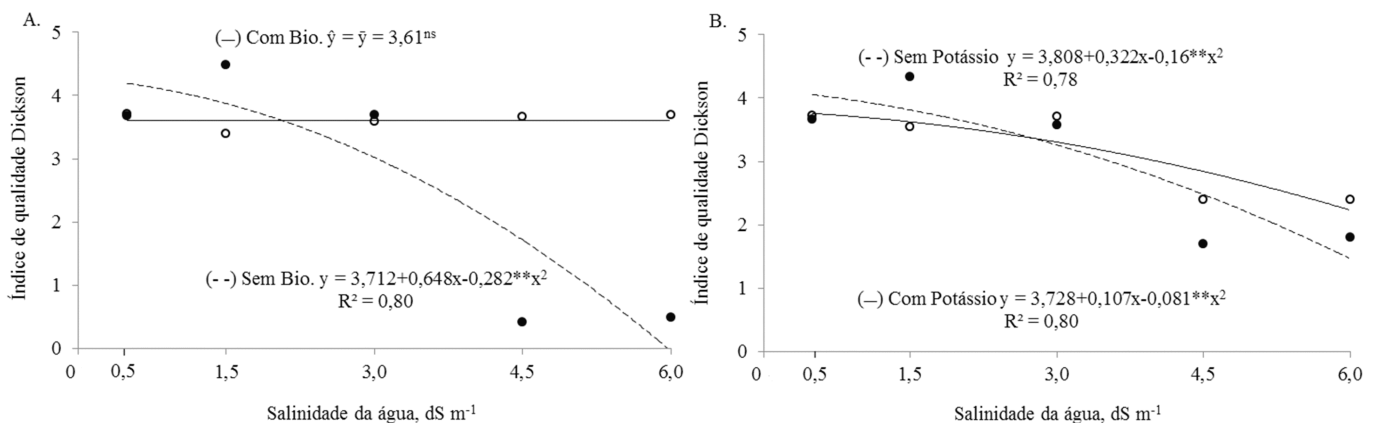 A.
(—) Com Bio. ŷ = ȳ = 3,61ⁿˢ
Índice de qualidade Dickson
5
4
3
2
1
0
(- -) Sem Bio. y = 3,712+0,648x-0,282**x²
R² = 0,80
0 0,5 1,5 3,0 4,5 6,0
Salinidade da água, dS m⁻¹
B.
(- -) Sem Potássio y = 3,808+0,322x-0,16**x²
R² = 0,78
Índice de qualidade Dickson
5
4
3
2
1
0
(—) Com Potássio y = 3,728+0,107x-0,081**x²
R² = 0,80
0 0,5 1,5 3,0 4,5 6,0
Salinidade da água, dS m⁻¹